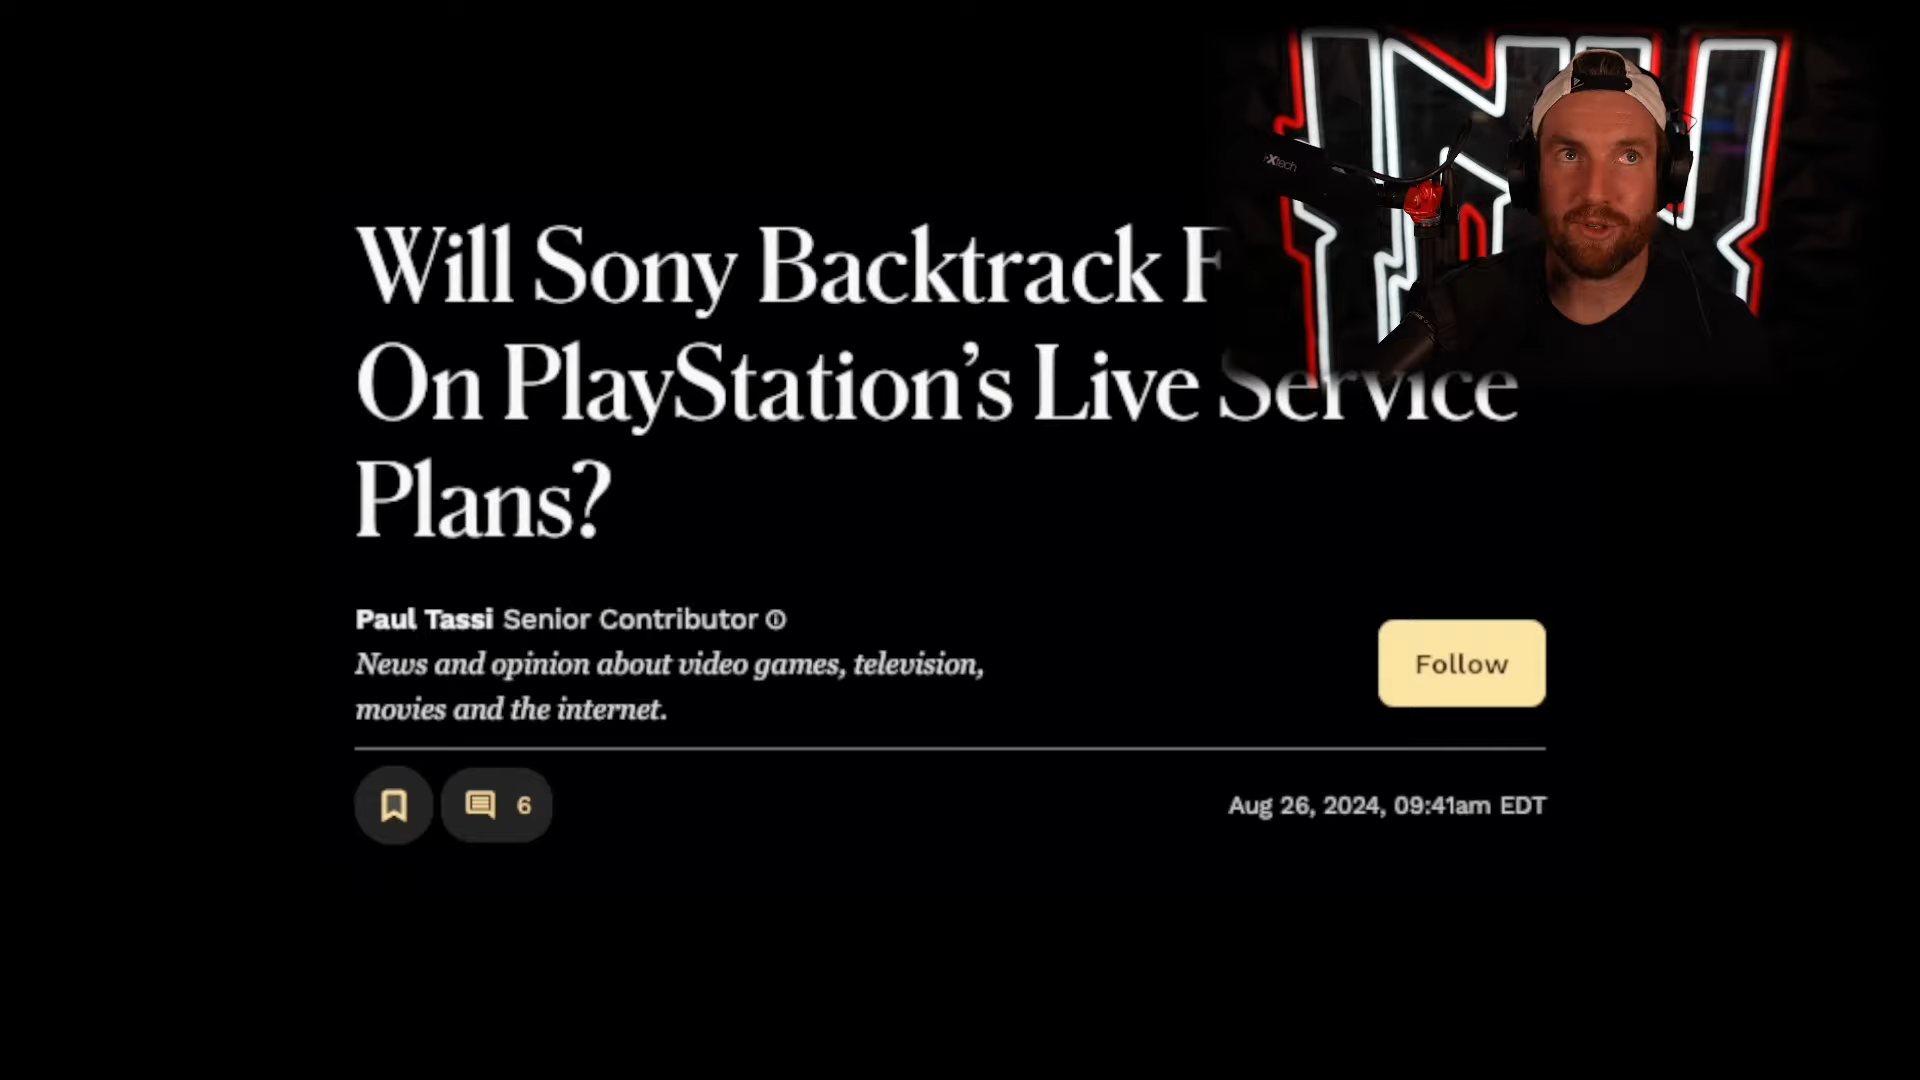 Will Sony Backtrack
On PlayStation’s Live Service
Plans?
Paul Tassi Senior Contributor
News and opinion about video games, television,
movies and the internet.
Follow
6
Aug 26, 2024, 09:41am EDT